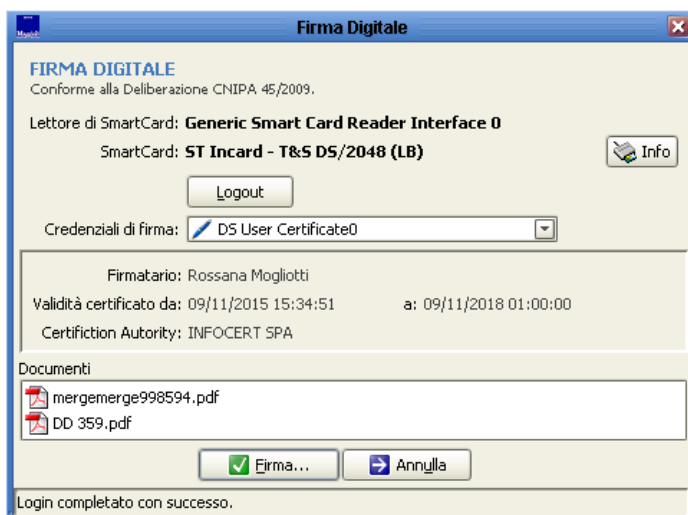 Firma Digitale
FIRMA DIGITALE
Conforme alla Deliberazione CNIPA 45/2009.
Lettore di SmartCard: Generic Smart Card Reader Interface 0
SmartCard: ST Incard - T&S DS/2048 (LB)
Info
Logout
Credenziali di firma: DS User Certificate0
Firmatario: Rossana Mogliotti
Validità certificato da: 09/11/2015 15:34:51 a: 09/11/2018 01:00:00
Certifiction Autority: INFOCERT SPA
Documenti
mergemerge998594.pdf
DD 359.pdf
Firma... Annulla
Login completato con successo.